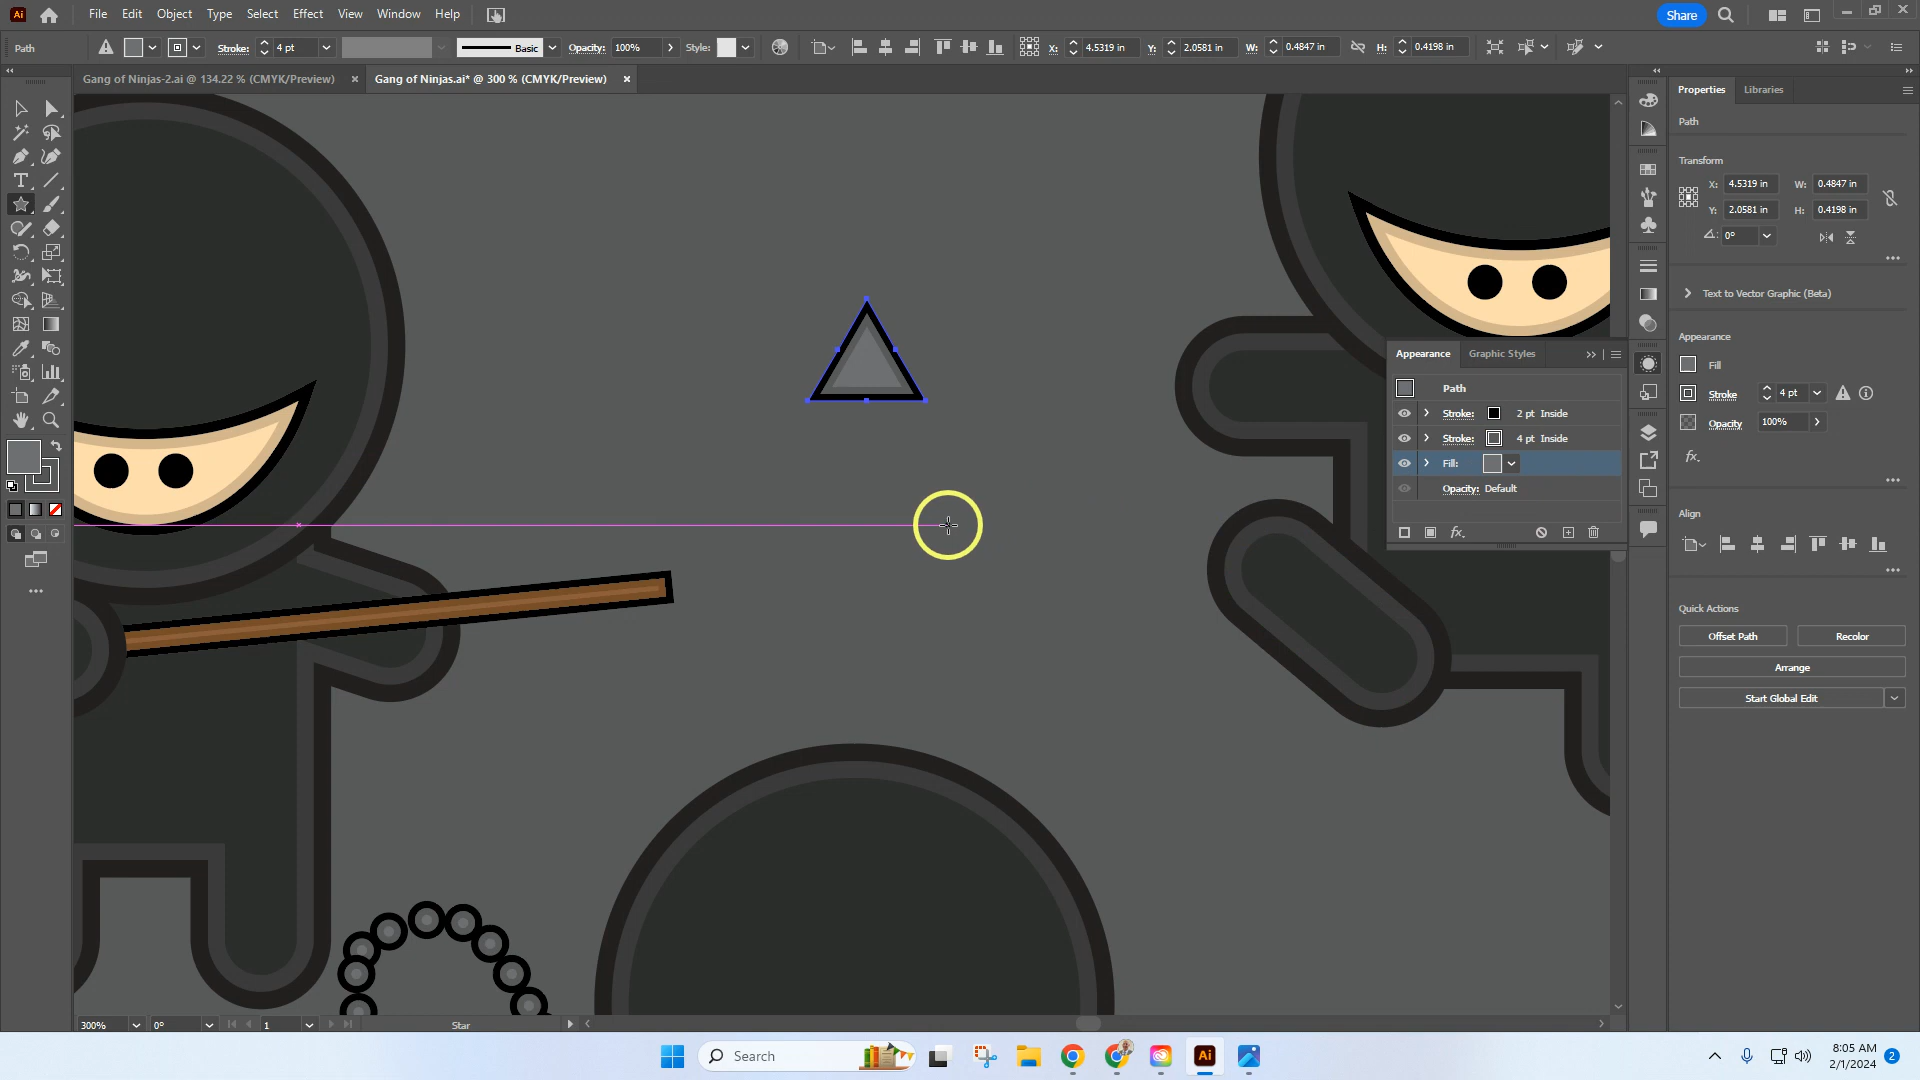 Ai File Edit Object Type Select Effect View Window Help Share
Path Stroke: 4 pt Basic Opacity: 100% Style: X: 4.5319 in Y: 2.0581 in W: 0.4847 in H: 0.4198 in
Gang of Ninjas-2.ai @ 134.22 % (CMYK/Preview) × Gang of Ninjas.ai* @ 300 % (CMYK/Preview) ×
Properties Libraries
Path
Transform
X: 4.5319 in W: 0.4847 in
Y: 2.0581 in H: 0.4198 in
0°
Text to Vector Graphic (Beta)
Appearance
Fill
Stroke 4 pt
Opacity 100%
fx.
Align
Quick Actions
Offset Path Recolor
Arrange
Start Global Edit
Appearance Graphic Styles
Path
Stroke: 2 pt Inside
Stroke: 4 pt Inside
Fill:
Opacity: Default
fx.
300% 0° 1 Star
Search
Ai
8:05 AM
2/1/2024
2